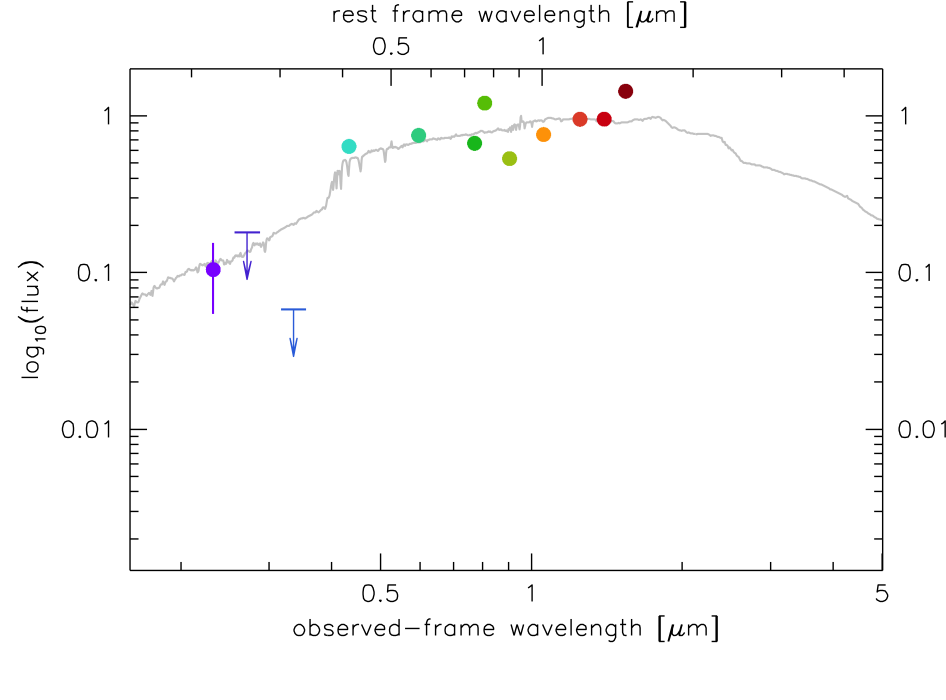 rest frame wavelength [μm]
0.5 1
1 1
0.1 0.1
log10(flux)
0.01 0.01
0.5 1 5
observed-frame wavelength [μm]